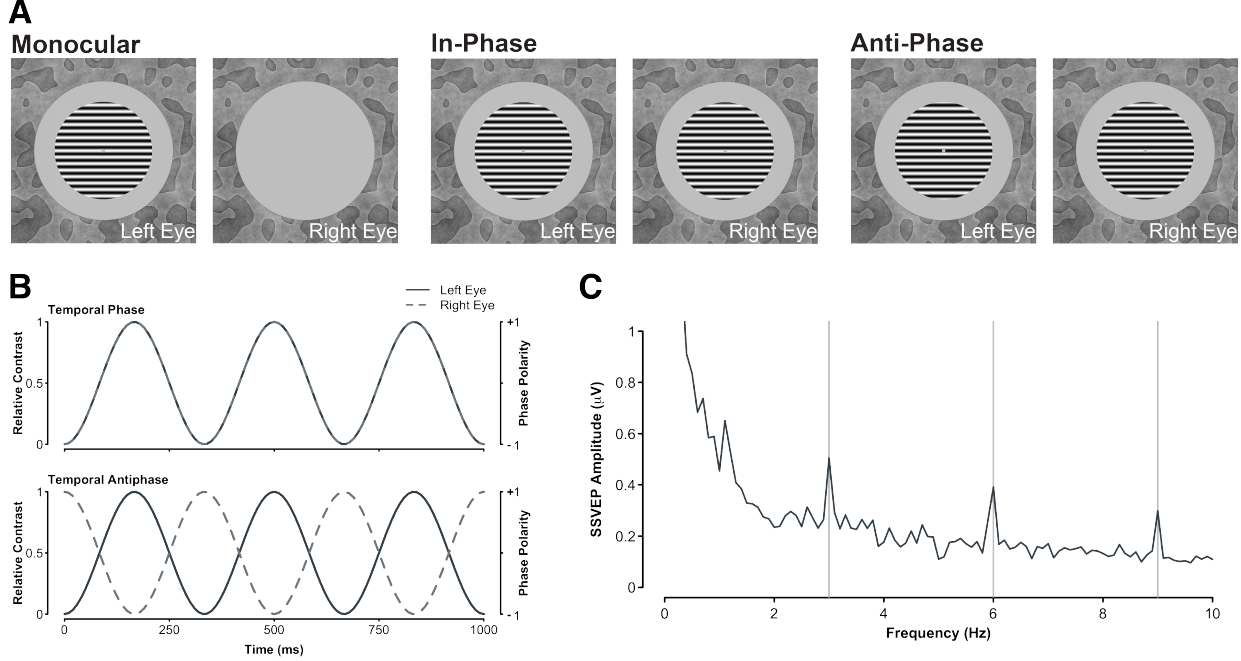 A
Monocular
In-Phase
Anti-Phase
Left Eye
Right Eye
Left Eye
Right Eye
Left Eye
Right Eye
B
Left Eye
Right Eye
Temporal Phase
1
0.5
0
Relative Contrast
+1
-1
Phase Polarity
Temporal Antiphase
1
0.5
0
Relative Contrast
+1
-1
Phase Polarity
0 250 500 750 1000
Time (ms)
C
1
0.8
0.6
0.4
0.2
0
SSVEP Amplitude (μV)
0 2 4 6 8 10
Frequency (Hz)